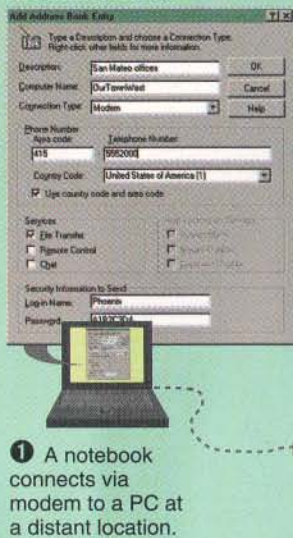 Add Address Book Entry
Type a Description and choose a Connection Type.
Right-click other fields for more information.
Description: San Mateo offices OK
Computer Name: OurTownWest Cancel
Connection Type: Modem Help
Phone Number
Area code: Telephone Number:
415 5552000
Country Code: United States of America (1)
Use country code and area code
Services
File Transfer
Remote Control
Chat
Security Information to Send
Log-in Name: Phoenix
Password: A1B2C3D4
❶ A notebook
connects via
modem to a PC at
a distant location.